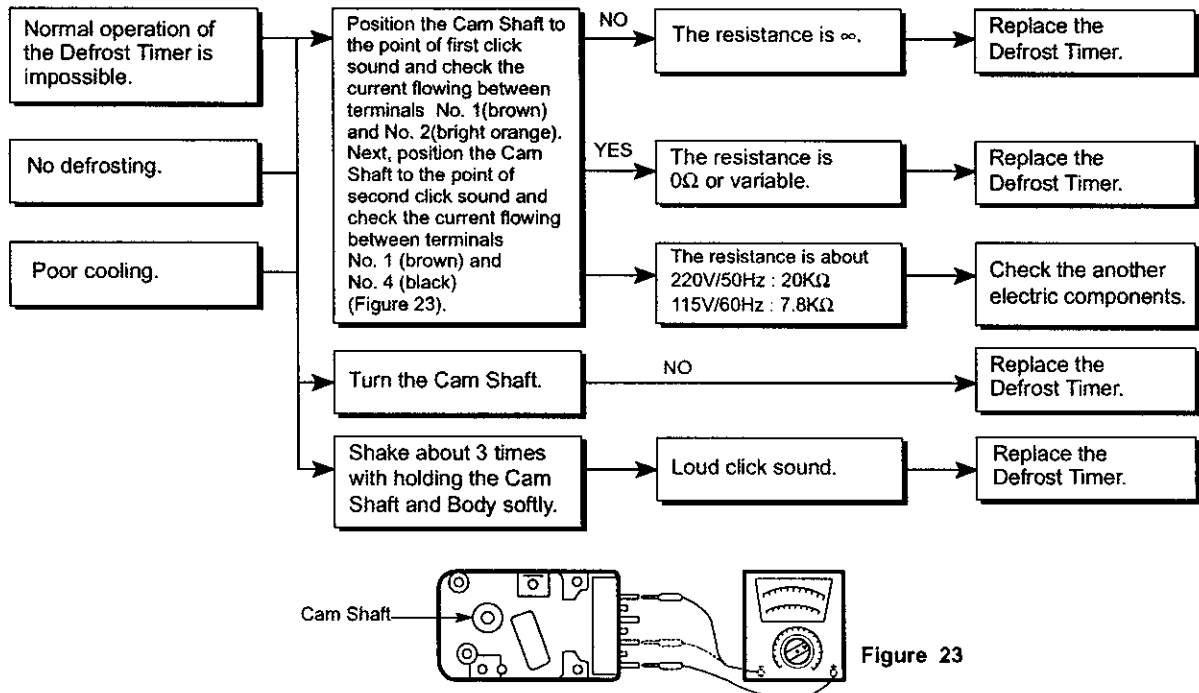 Normal operation of
the Defrost Timer is
impossible.
No defrosting.
Poor cooling.
Position the Cam Shaft to
the point of first click
sound and check the
current flowing between
terminals No. 1(brown)
and No. 2(bright orange).
Next, position the Cam
Shaft to the point of
second click sound and
check the current flowing
between terminals
No. 1 (brown) and
No. 4 (black)
(Figure 23).
NO
The resistance is ∞.
Replace the
Defrost Timer.
YES
The resistance is
0Ω or variable.
Replace the
Defrost Timer.
The resistance is about
220V/50Hz : 20KΩ
115V/60Hz : 7.8KΩ
Check the another
electric components.
Turn the Cam Shaft.
NO
Replace the
Defrost Timer.
Shake about 3 times
with holding the Cam
Shaft and Body softly.
Loud click sound.
Replace the
Defrost Timer.
Cam Shaft
Figure 23